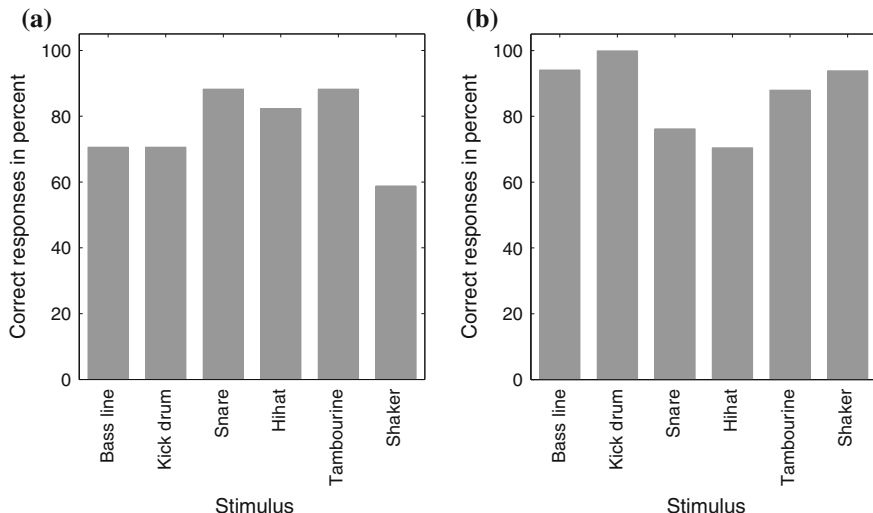 (a)
Correct responses in percent
100
80
60
40
20
0
Bass line
Kick drum
Snare
Hihat
Tambourine
Shaker
Stimulus
(b)
Correct responses in percent
100
80
60
40
20
0
Bass line
Kick drum
Snare
Hihat
Tambourine
Shaker
Stimulus